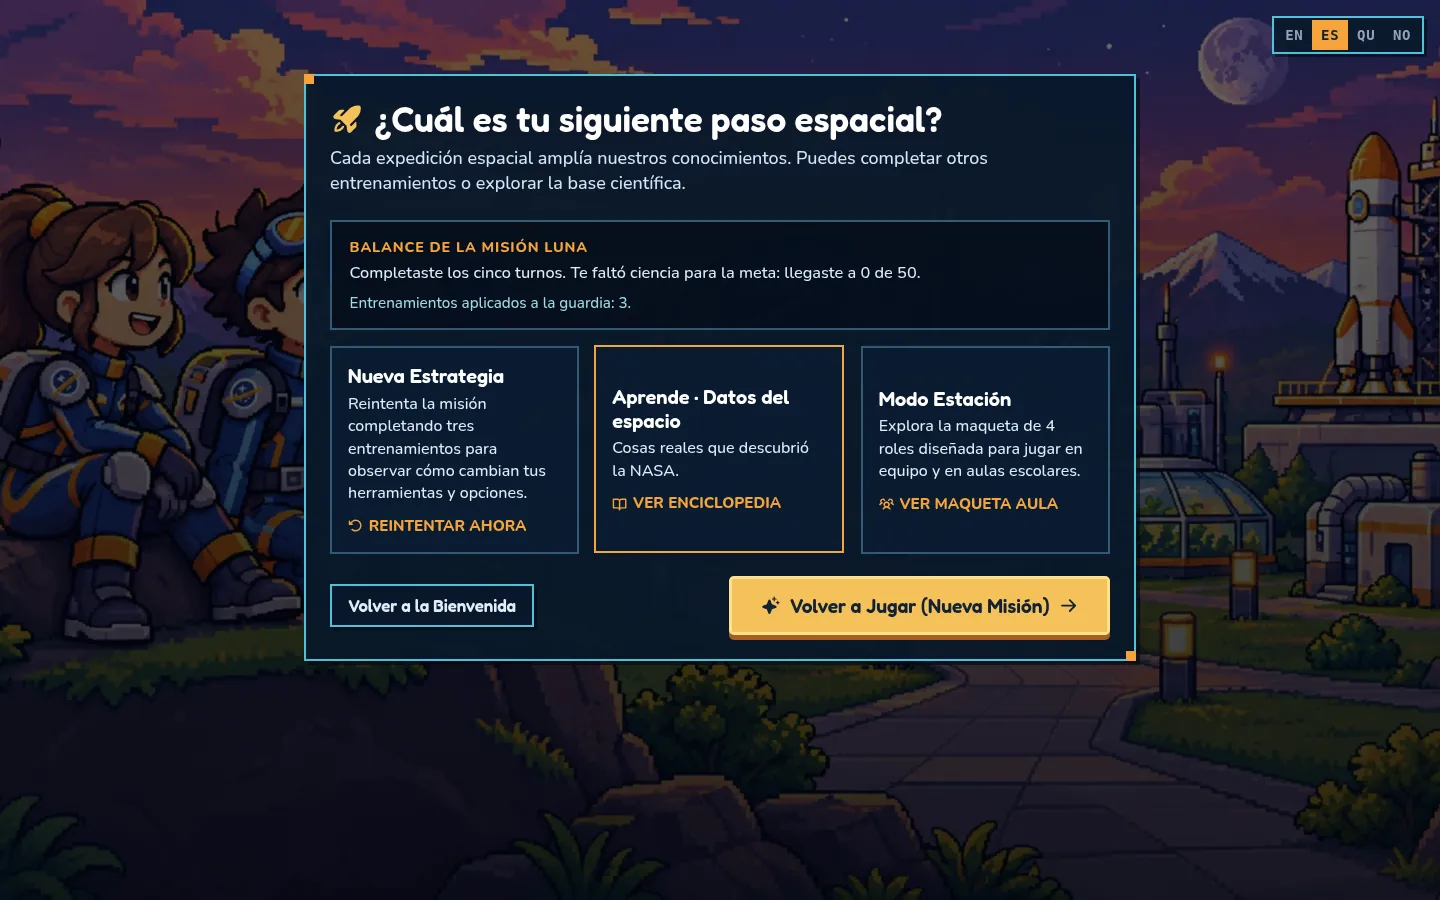 EN ES QU NO
¿Cuál es tu siguiente paso espacial?
Cada expedición espacial amplía nuestros conocimientos. Puedes completar otros
entrenamientos o explorar la base científica.
BALANCE DE LA MISIÓN LUNA
Completaste los cinco turnos. Te faltó ciencia para la meta: llegaste a 0 de 50.
Entrenamientos aplicados a la guardia: 3.
Nueva Estrategia
Reintenta la misión
completando tres
entrenamientos para
observar cómo cambian tus
herramientas y opciones.
REINTENTAR AHORA
Aprende · Datos del
espacio
Cosas reales que descubrió
la NASA.
VER ENCICLOPEDIA
Modo Estación
Explora la maqueta de 4
roles diseñada para jugar en
equipo y en aulas escolares.
VER MAQUETA AULA
Volver a la Bienvenida
Volver a Jugar (Nueva Misión)